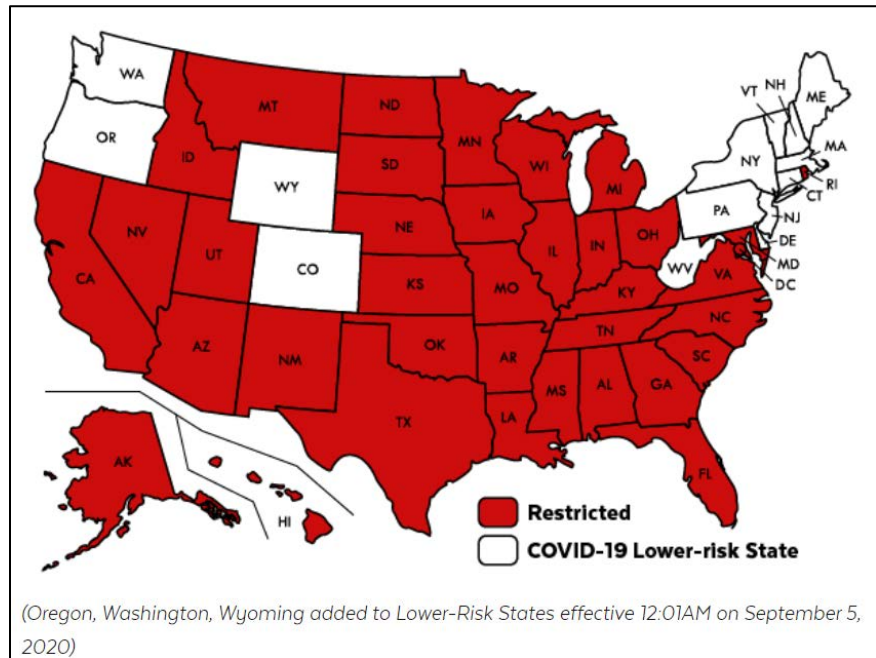 WA
OR
CA
NV
ID
MT
WY
UT
CO
AZ
NM
ND
SD
NE
KS
OK
TX
MN
IA
MO
AR
LA
WI
IL
MI
IN
OH
KY
TN
MS
AL
GA
FL
SC
NC
VA
WV
PA
NY
VT
NH
ME
MA
RI
CT
NJ
DE
MD
DC
AK
HI
Restricted
COVID-19 Lower-risk State
(Oregon, Washington, Wyoming added to Lower-Risk States effective 12:01AM on September 5,
2020)